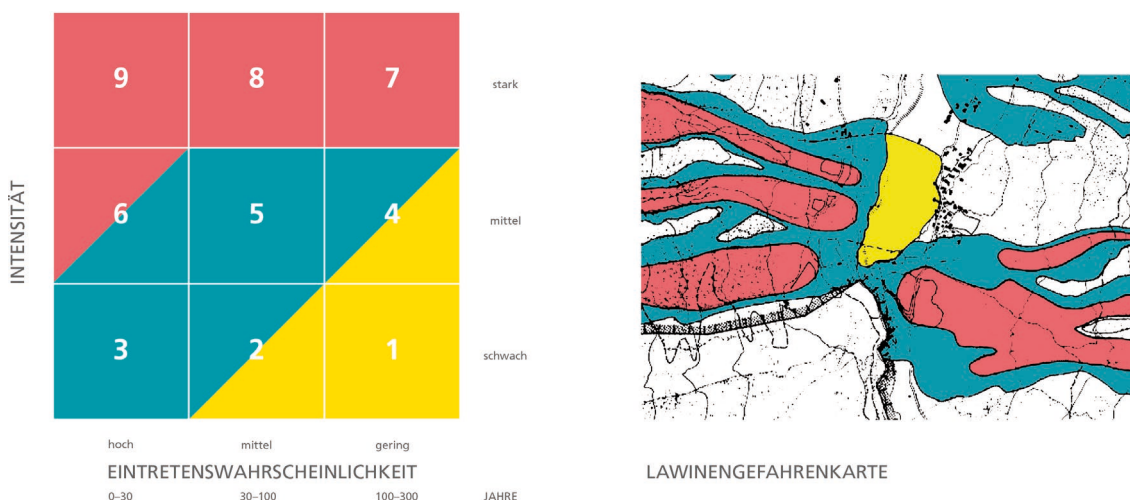 9 8 7 stark
6 5 4 mittel
3 2 1 schwach
INTENSITÄT
hoch mittel gering
EINTRETENSWAHRSCHEINLICHKEIT
0–30 30–100 100–300 JAHRE
LAWINENGEFAHRENKARTE